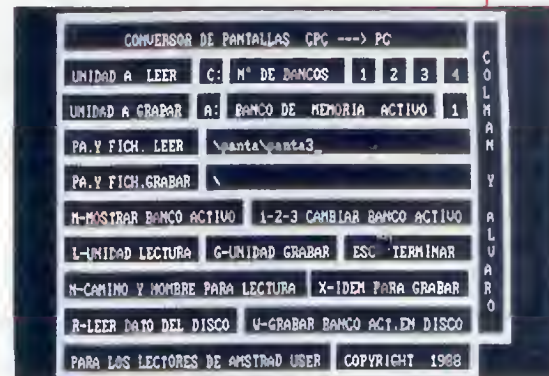 CONVERSOR DE PANTALLAS CPC ---> PC
UNIDAD A LEER C: Nº DE BANCOS 1 2 3 4
UNIDAD A GRABAR A: BANCO DE MEMORIA ACTIVO 1
PA.Y FICH. LEER \panta\panta3_
PA.Y FICH.GRABAR \
M-MOSTRAR BANCO ACTIVO 1-2-3 CAMBIAR BANCO ACTIVO
L-UNIDAD LECTURA G-UNIDAD GRABAR ESC TERMINAR
N-CAMINO Y NOMBRE PARA LECTURA X-IDEM PARA GRABAR
R-LEER DATO DEL DISCO W-GRABAR BANCO ACT.EN DISCO
PARA LOS LECTORES DE AMSTRAD USER COPYRIGHT 1988
COLMAN Y ALVARO